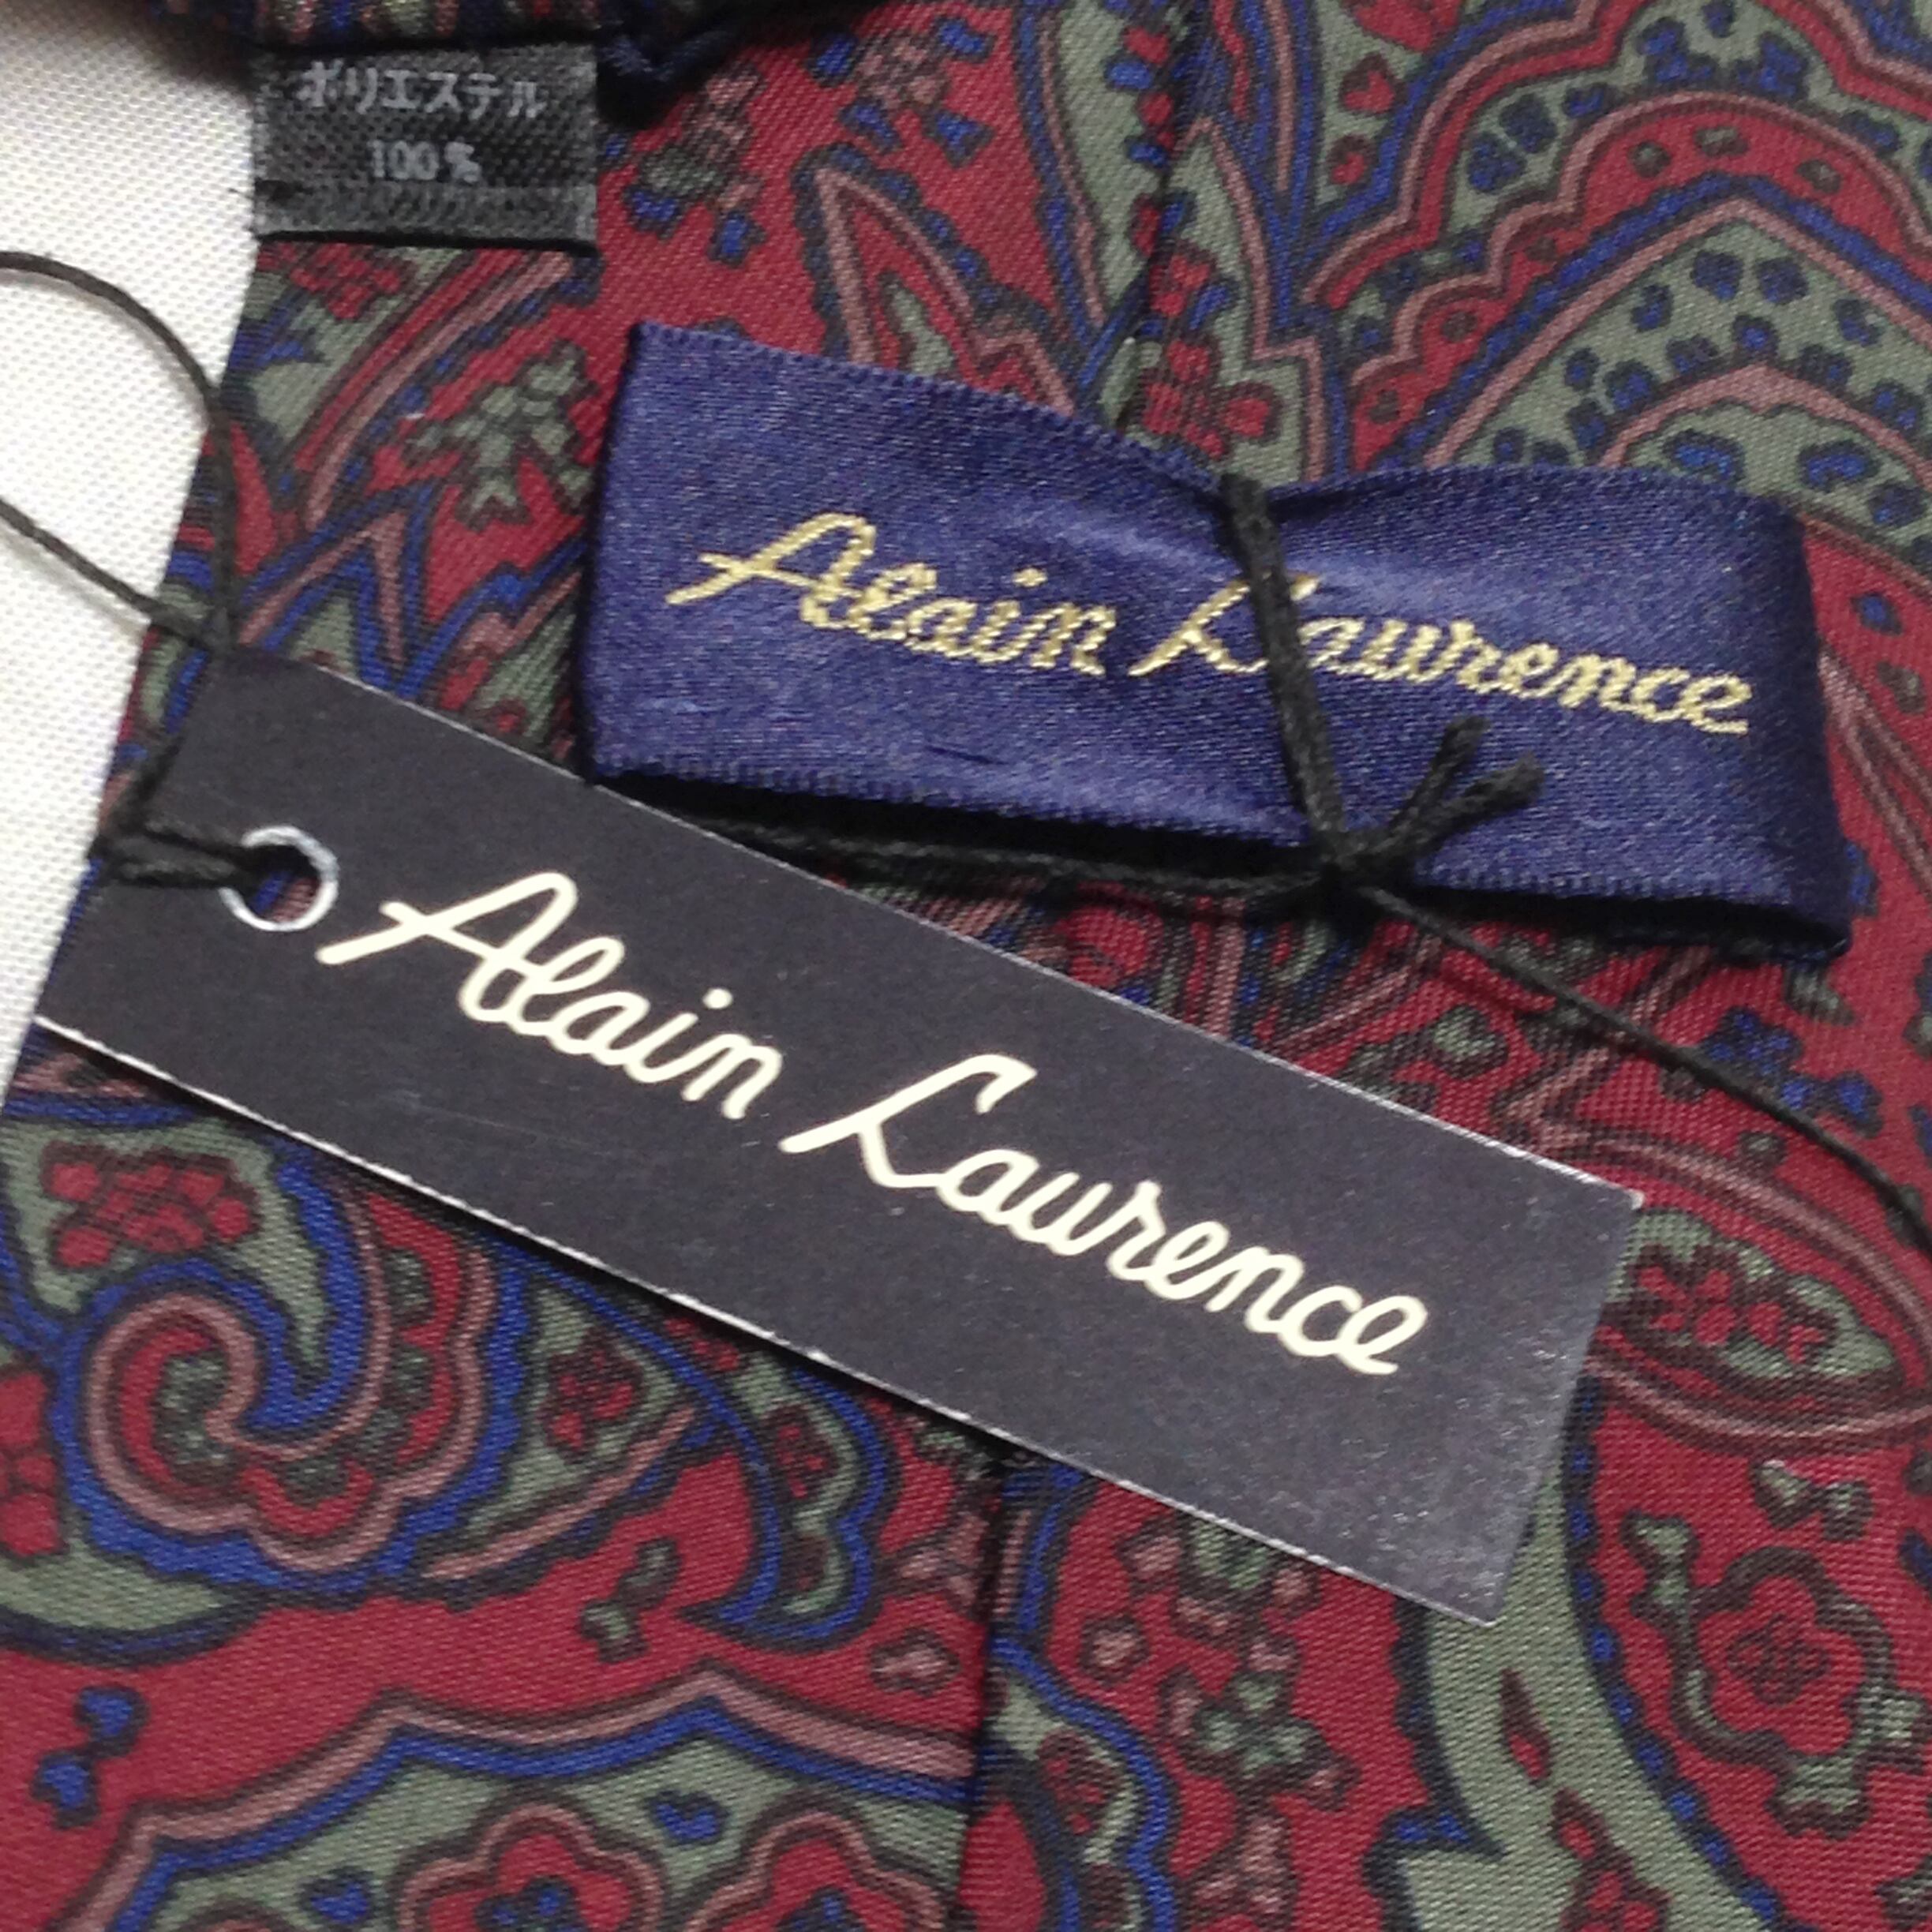 ポリエステル
100%
Alain Laurence
Alain Laurence